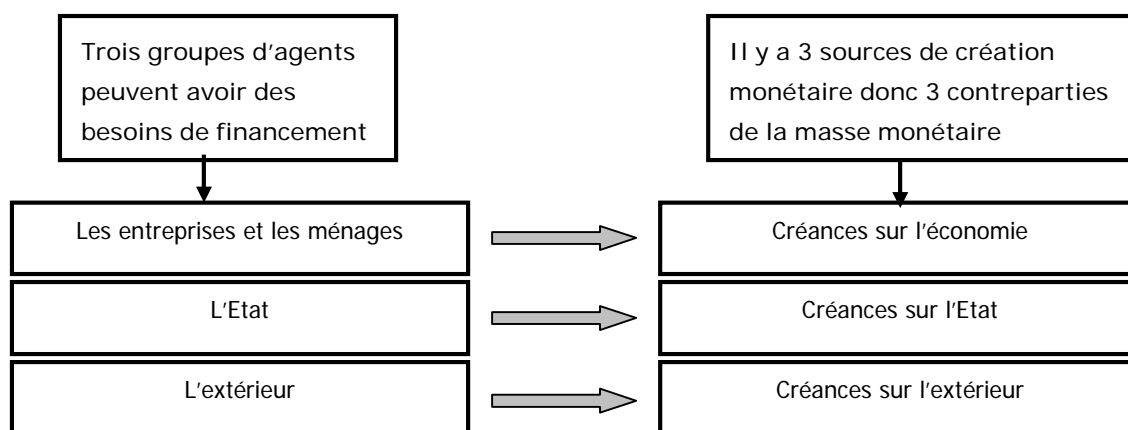 Trois groupes d'agents
peuvent avoir des
besoins de financement
Il y a 3 sources de création
monétaire donc 3 contreparties
de la masse monétaire
Les entreprises et les ménages
Créances sur l'économie
L'Etat
Créances sur l'Etat
L'extérieur
Créances sur l'extérieur